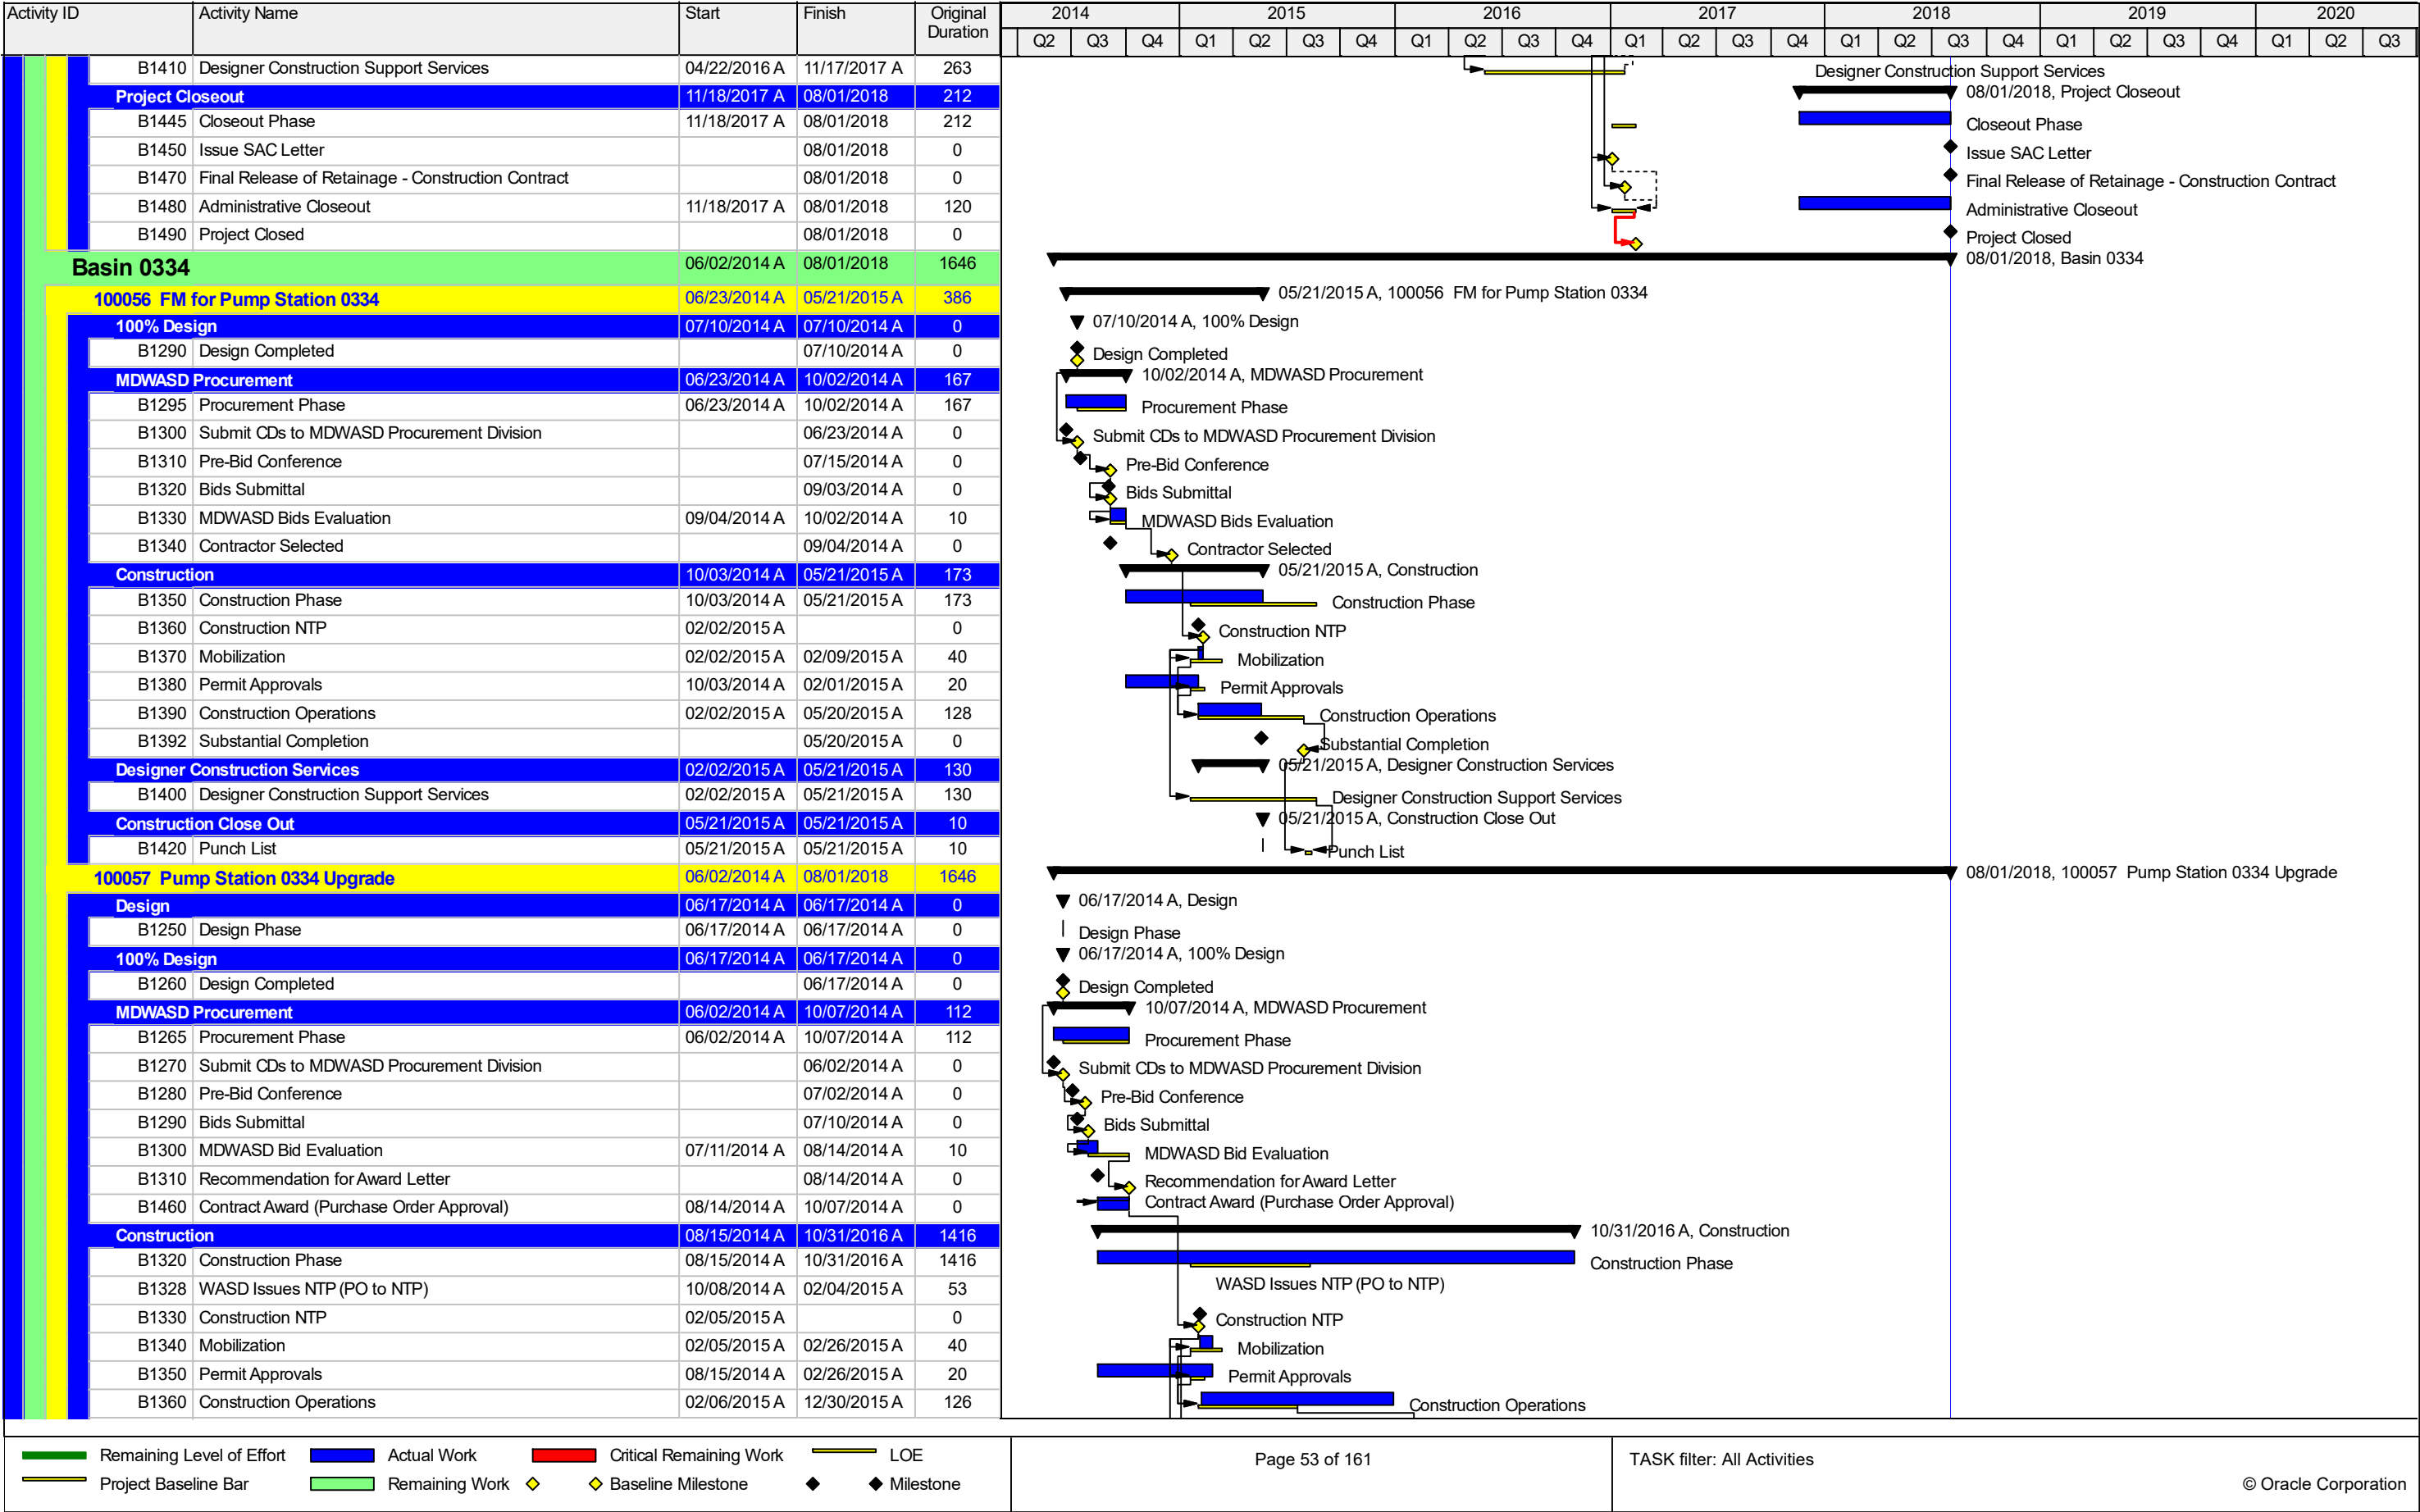 Activity ID Activity Name Start Finish Original Duration 2014 2015 2016 2017 2018 2019 2020
Q2 Q3 Q4 Q1 Q2 Q3 Q4 Q1 Q2 Q3 Q4 Q1 Q2 Q3 Q4 Q1 Q2 Q3 Q4 Q1 Q2 Q3 Q4 Q1 Q2 Q3
B1410 Designer Construction Support Services 04/22/2016 A 11/17/2017 A 263 Designer Construction Support Services
Project Closeout 11/18/2017 A 08/01/2018 212 08/01/2018, Project Closeout
B1445 Closeout Phase 11/18/2017 A 08/01/2018 212 Closeout Phase
B1450 Issue SAC Letter 08/01/2018 0 Issue SAC Letter
B1470 Final Release of Retainage - Construction Contract 08/01/2018 0 Final Release of Retainage - Construction Contract
B1480 Administrative Closeout 11/18/2017 A 08/01/2018 120 Administrative Closeout
B1490 Project Closed 08/01/2018 0 Project Closed
Basin 0334 06/02/2014 A 08/01/2018 1646 08/01/2018, Basin 0334
100056 FM for Pump Station 0334 06/23/2014 A 05/21/2015 A 386 05/21/2015 A, 100056 FM for Pump Station 0334
100% Design 07/10/2014 A 07/10/2014 A 0 07/10/2014 A, 100% Design
B1290 Design Completed 07/10/2014 A 0 Design Completed
MDWASD Procurement 06/23/2014 A 10/02/2014 A 167 10/02/2014 A, MDWASD Procurement
B1295 Procurement Phase 06/23/2014 A 10/02/2014 A 167 Procurement Phase
B1300 Submit CDs to MDWASD Procurement Division 06/23/2014 A 0 Submit CDs to MDWASD Procurement Division
B1310 Pre-Bid Conference 07/15/2014 A 0 Pre-Bid Conference
B1320 Bids Submittal 09/03/2014 A 0 Bids Submittal
B1330 MDWASD Bids Evaluation 09/04/2014 A 10/02/2014 A 10 MDWASD Bids Evaluation
B1340 Contractor Selected 09/04/2014 A 0 Contractor Selected
Construction 10/03/2014 A 05/21/2015 A 173 05/21/2015 A, Construction
B1350 Construction Phase 10/03/2014 A 05/21/2015 A 173 Construction Phase
B1360 Construction NTP 02/02/2015 A 0 Construction NTP
B1370 Mobilization 02/02/2015 A 02/09/2015 A 40 Mobilization
B1380 Permit Approvals 10/03/2014 A 02/01/2015 A 20 Permit Approvals
B1390 Construction Operations 02/02/2015 A 05/20/2015 A 128 Construction Operations
B1392 Substantial Completion 05/20/2015 A 0 Substantial Completion
Designer Construction Services 02/02/2015 A 05/21/2015 A 130 05/21/2015 A, Designer Construction Services
B1400 Designer Construction Support Services 02/02/2015 A 05/21/2015 A 130 Designer Construction Support Services
Construction Close Out 05/21/2015 A 05/21/2015 A 10 05/21/2015 A, Construction Close Out
B1420 Punch List 05/21/2015 A 05/21/2015 A 10 Punch List
100057 Pump Station 0334 Upgrade 06/02/2014 A 08/01/2018 1646 08/01/2018, 100057 Pump Station 0334 Upgrade
Design 06/17/2014 A 06/17/2014 A 0 06/17/2014 A, Design
B1250 Design Phase 06/17/2014 A 06/17/2014 A 0 Design Phase
100% Design 06/17/2014 A 06/17/2014 A 0 06/17/2014 A, 100% Design
B1260 Design Completed 06/17/2014 A 0 Design Completed
MDWASD Procurement 06/02/2014 A 10/07/2014 A 112 10/07/2014 A, MDWASD Procurement
B1265 Procurement Phase 06/02/2014 A 10/07/2014 A 112 Procurement Phase
B1270 Submit CDs to MDWASD Procurement Division 06/02/2014 A 0 Submit CDs to MDWASD Procurement Division
B1280 Pre-Bid Conference 07/02/2014 A 0 Pre-Bid Conference
B1290 Bids Submittal 07/10/2014 A 0 Bids Submittal
B1300 MDWASD Bid Evaluation 07/11/2014 A 08/14/2014 A 10 MDWASD Bid Evaluation
B1310 Recommendation for Award Letter 08/14/2014 A 0 Recommendation for Award Letter
B1460 Contract Award (Purchase Order Approval) 08/14/2014 A 10/07/2014 A 0 Contract Award (Purchase Order Approval)
Construction 08/15/2014 A 10/31/2016 A 1416 10/31/2016 A, Construction
B1320 Construction Phase 08/15/2014 A 10/31/2016 A 1416 Construction Phase
B1328 WASD Issues NTP (PO to NTP) 10/08/2014 A 02/04/2015 A 53 WASD Issues NTP (PO to NTP)
B1330 Construction NTP 02/05/2015 A 0 Construction NTP
B1340 Mobilization 02/05/2015 A 02/26/2015 A 40 Mobilization
B1350 Permit Approvals 08/15/2014 A 02/26/2015 A 20 Permit Approvals
B1360 Construction Operations 02/06/2015 A 12/30/2015 A 126 Construction Operations
Remaining Level of Effort Actual Work Critical Remaining Work LOE Page 53 of 161 TASK filter: All Activities
Project Baseline Bar Remaining Work Baseline Milestone Milestone © Oracle Corporation